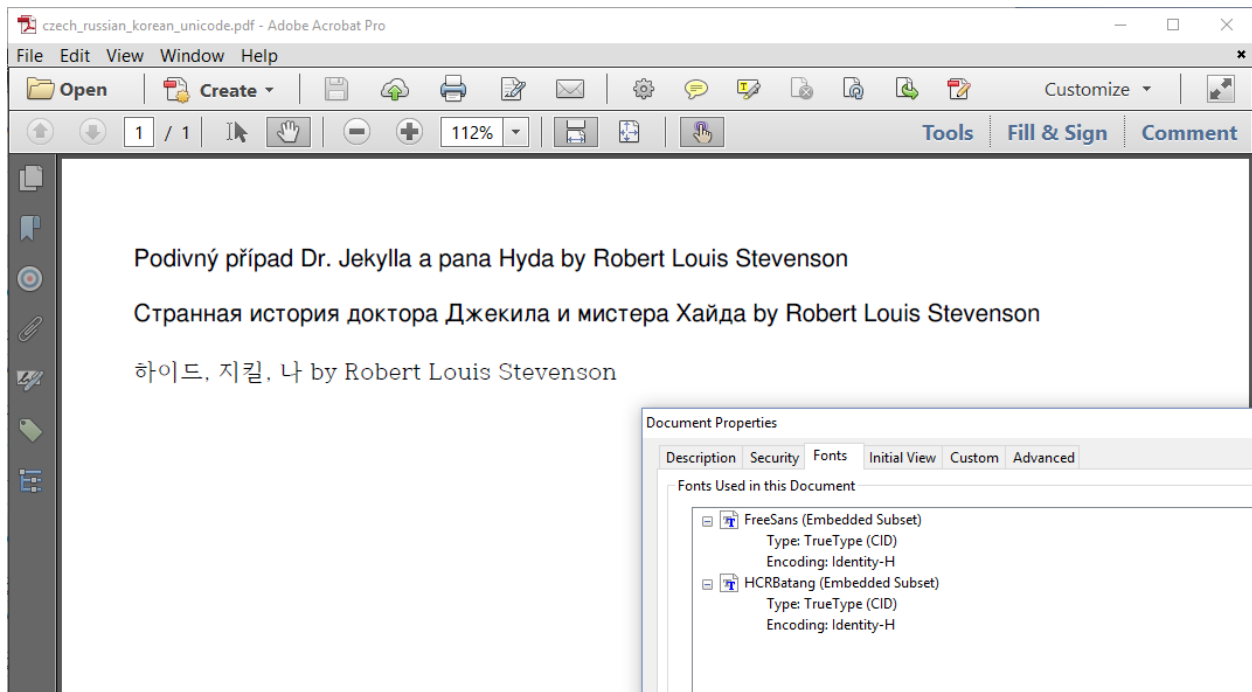 czech_russian_korean_unicode.pdf - Adobe Acrobat Pro
File Edit View Window Help
Open Create Customize
1 / 1 112% Tools Fill & Sign Comment
Podivný případ Dr. Jekylla a pana Hyda by Robert Louis Stevenson
Странная история доктора Джекила и мистера Хайда by Robert Louis Stevenson
하이드, 지킬, 나 by Robert Louis Stevenson
Document Properties
Description Security Fonts Initial View Custom Advanced
Fonts Used in this Document
FreeSans (Embedded Subset)
Type: TrueType (CID)
Encoding: Identity-H
HCRBatang (Embedded Subset)
Type: TrueType (CID)
Encoding: Identity-H